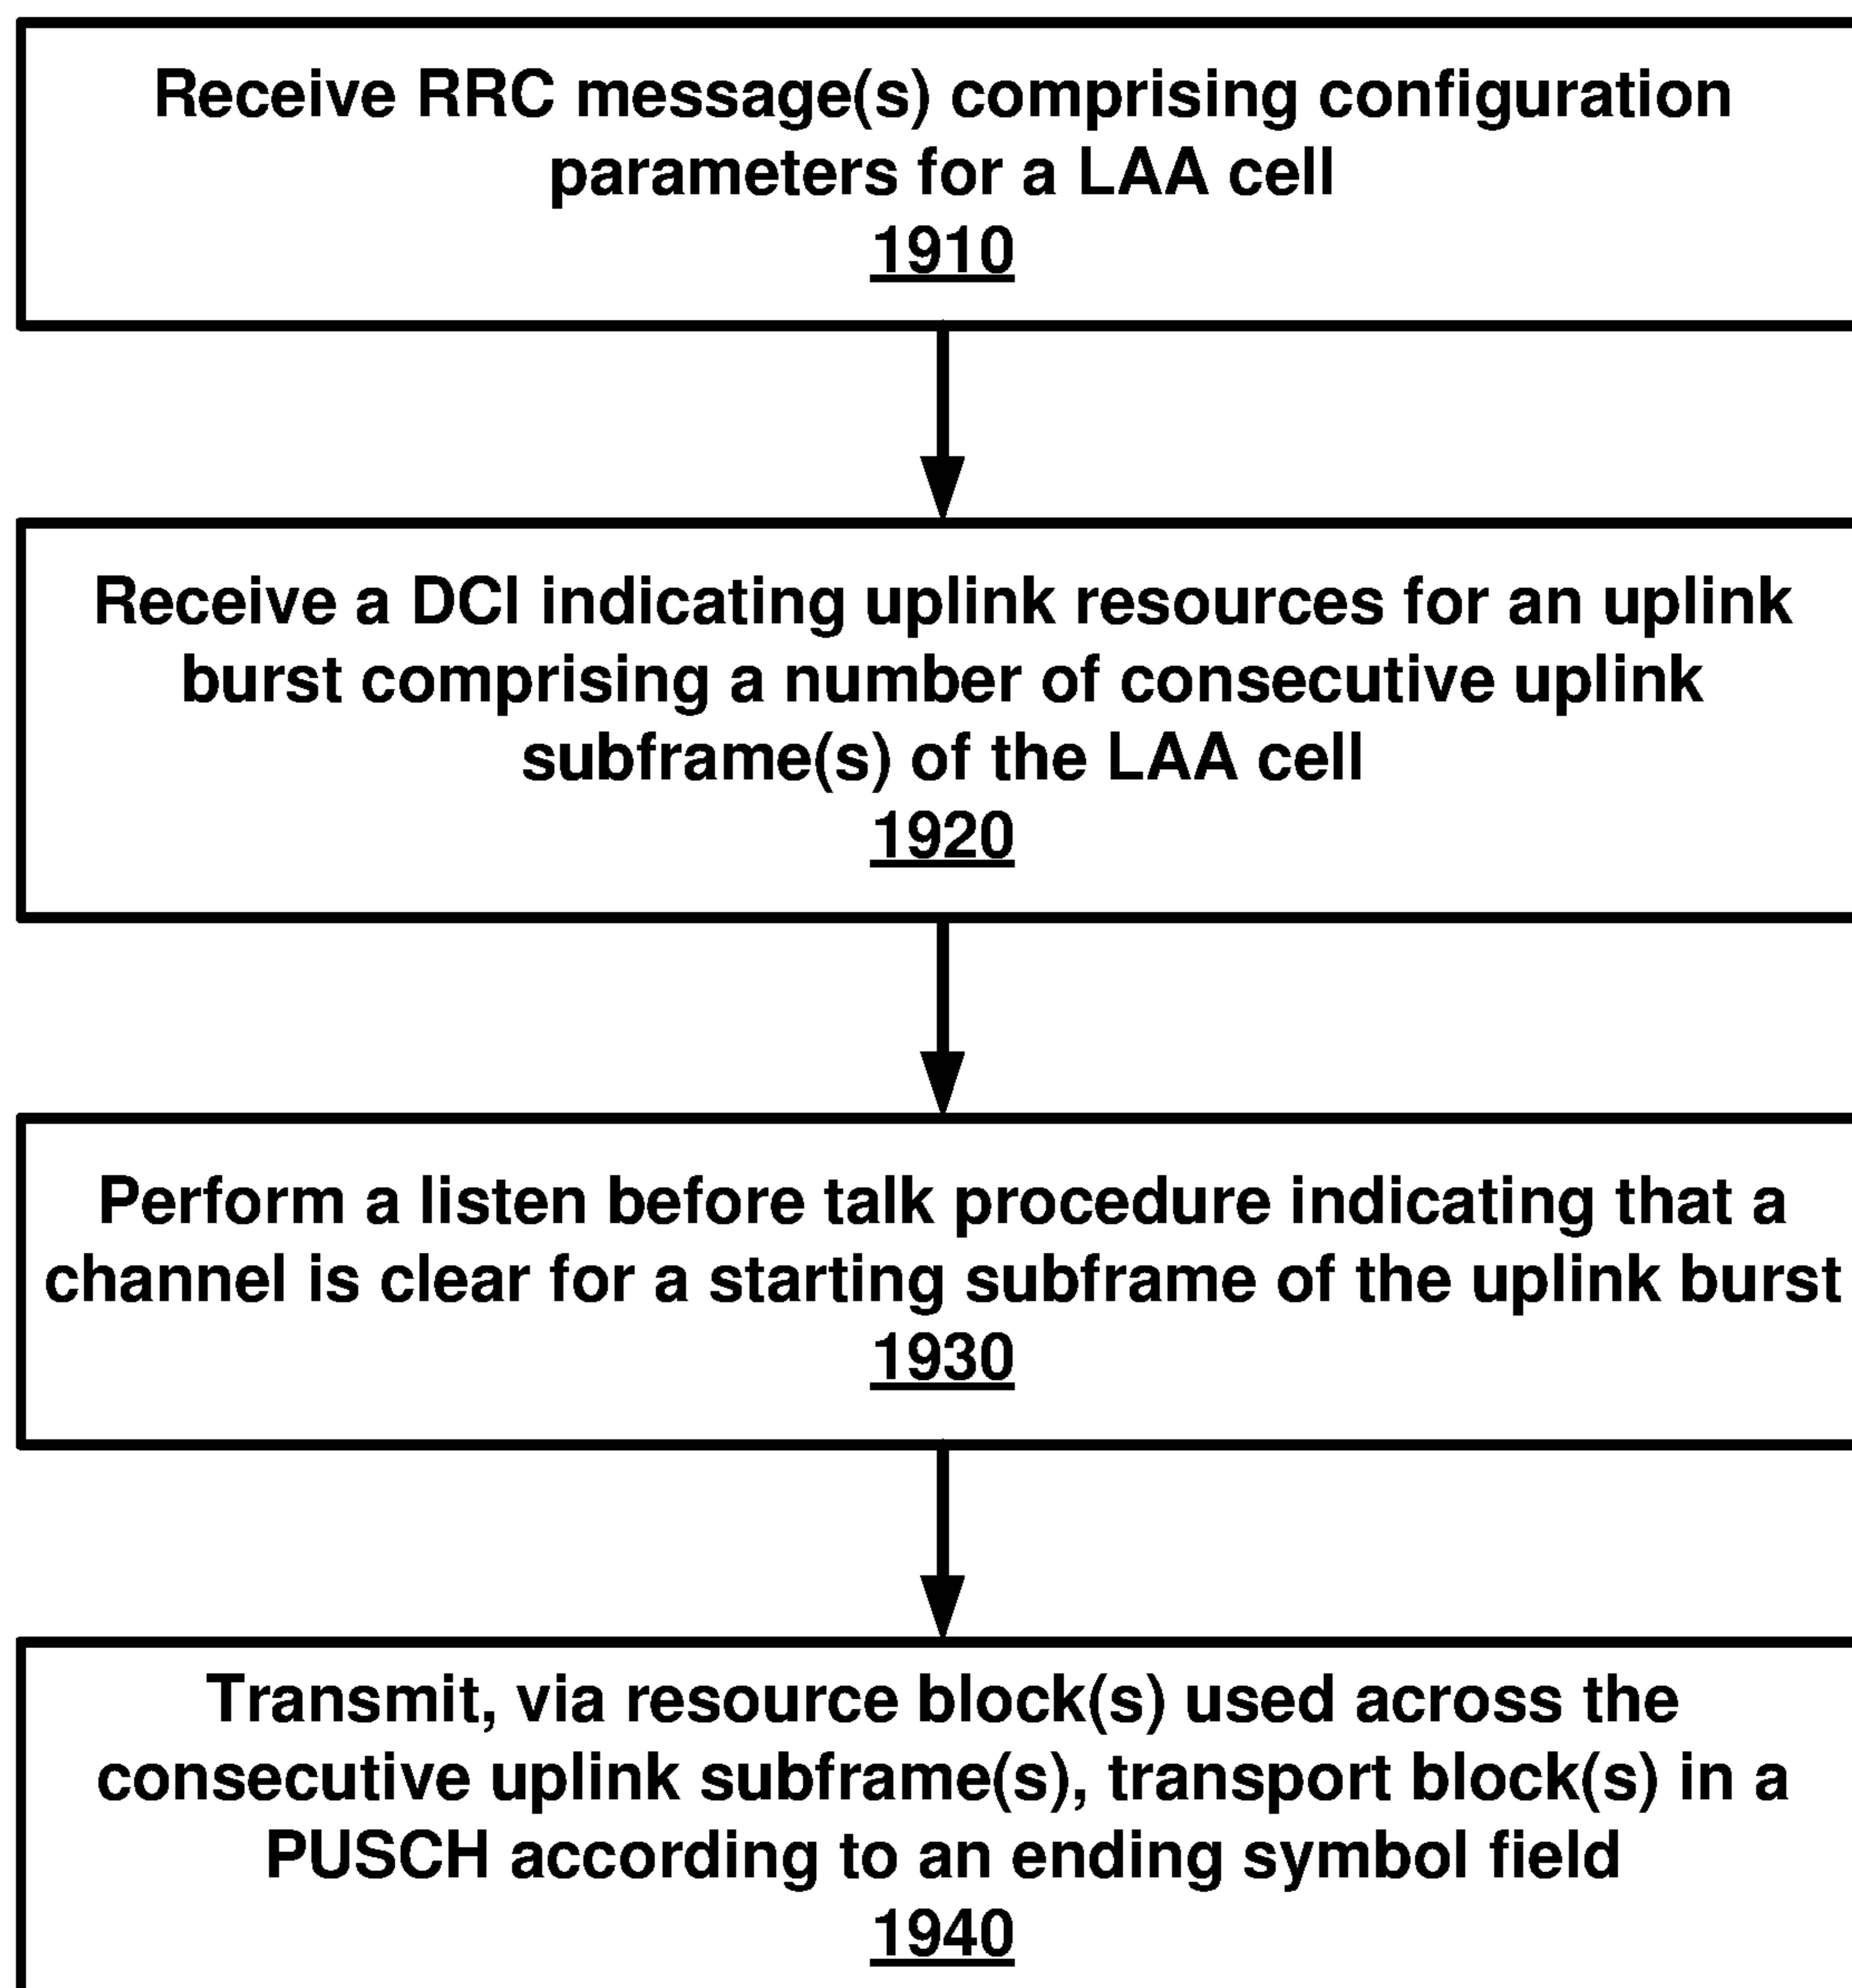 Receive RRC message(s) comprising configuration
parameters for a LAA cell
1910
Receive a DCI indicating uplink resources for an uplink
burst comprising a number of consecutive uplink
subframe(s) of the LAA cell
1920
Perform a listen before talk procedure indicating that a
channel is clear for a starting subframe of the uplink burst
1930
Transmit, via resource block(s) used across the
consecutive uplink subframe(s), transport block(s) in a
PUSCH according to an ending symbol field
1940